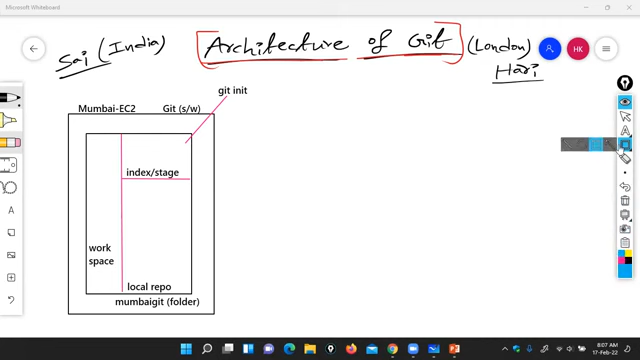 Microsoft Whiteboard
Sai (India)
Architecture of Git
(London)
Hari
HK
git init
Mumbai-EC2
Git (s/w)
index/stage
work
space
local repo
mumbaigit (folder)
8:07 AM
17-Feb-22